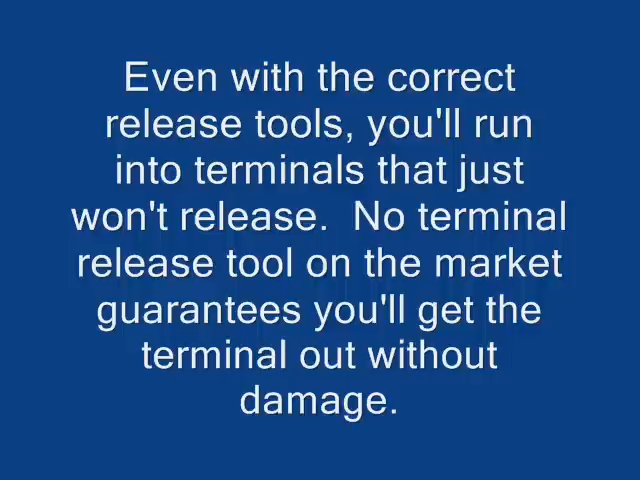 Even with the correct
release tools, you'll run
into terminals that just
won't release.  No terminal
release tool on the market
guarantees you'll get the
terminal out without
damage.